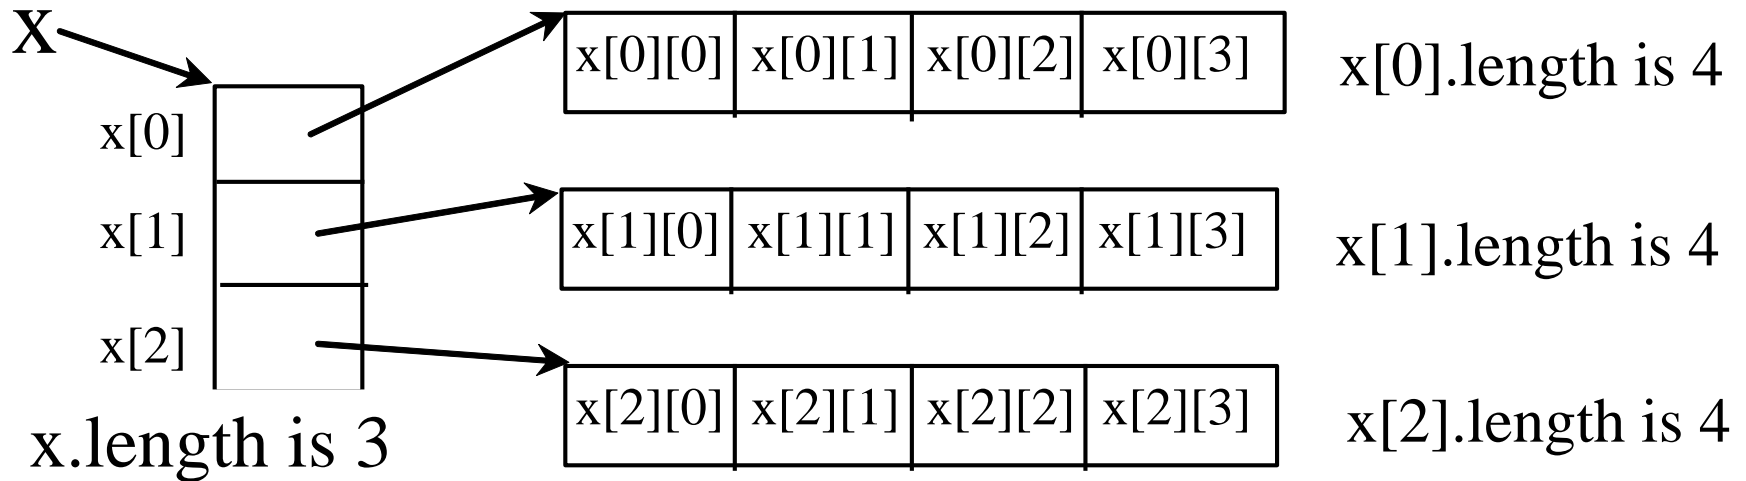 x
x[0][0] x[0][1] x[0][2] x[0][3] x[0].length is 4
x[0]
x[1] x[1][0] x[1][1] x[1][2] x[1][3] x[1].length is 4
x[2]
x[2][0] x[2][1] x[2][2] x[2][3] x[2].length is 4
x.length is 3